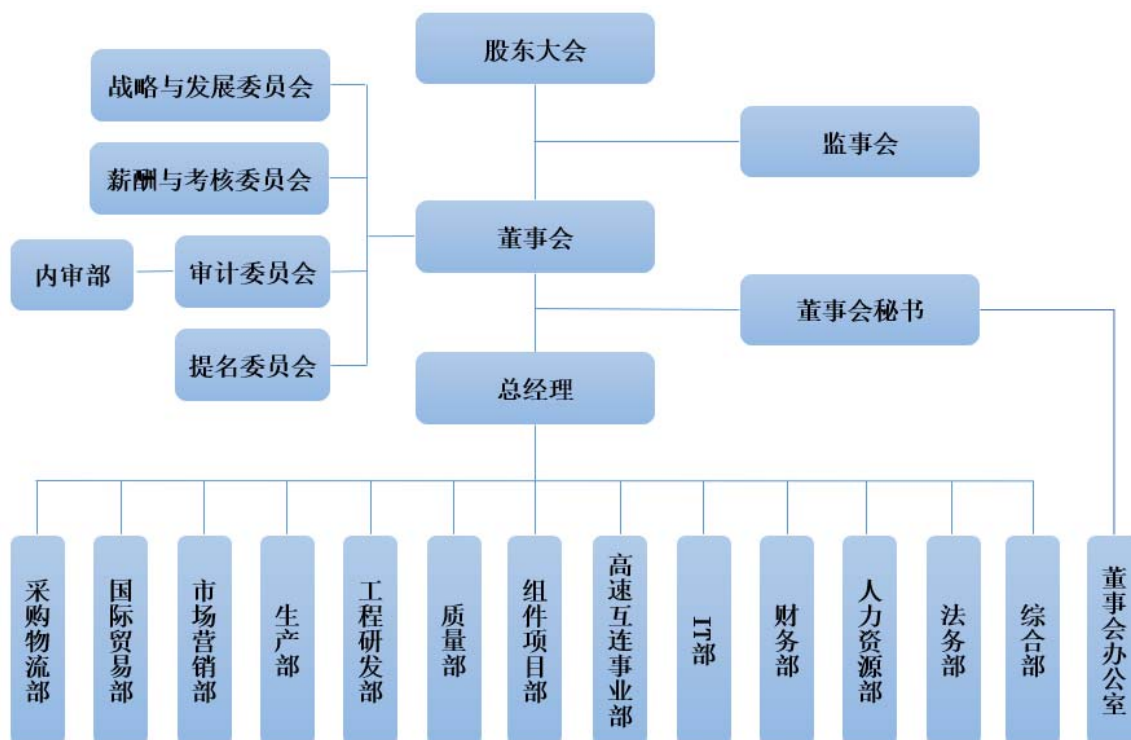 股东大会
战略与发展委员会
监事会
薪酬与考核委员会
董事会
内审部
审计委员会
董事会秘书
提名委员会
总经理
采购物流部
国际贸易部
市场营销部
生产部
工程研发部
质量部
组件项目部
高速互连事业部
IT部
财务部
人力资源部
法务部
综合部
董事会办公室